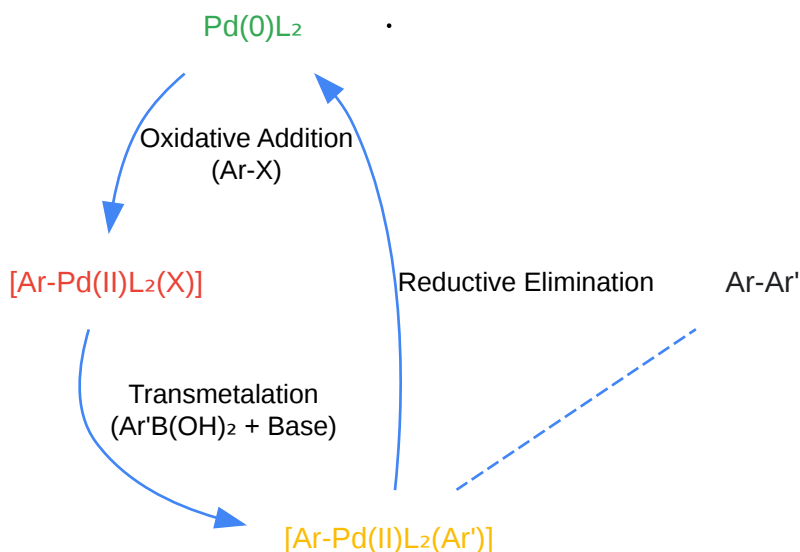 Pd(0)L₂
.
Oxidative Addition
(Ar-X)
[Ar-Pd(II)L₂(X)]
Reductive Elimination
Ar-Ar'
Transmetalation
(Ar'B(OH)₂ + Base)
[Ar-Pd(II)L₂(Ar')]